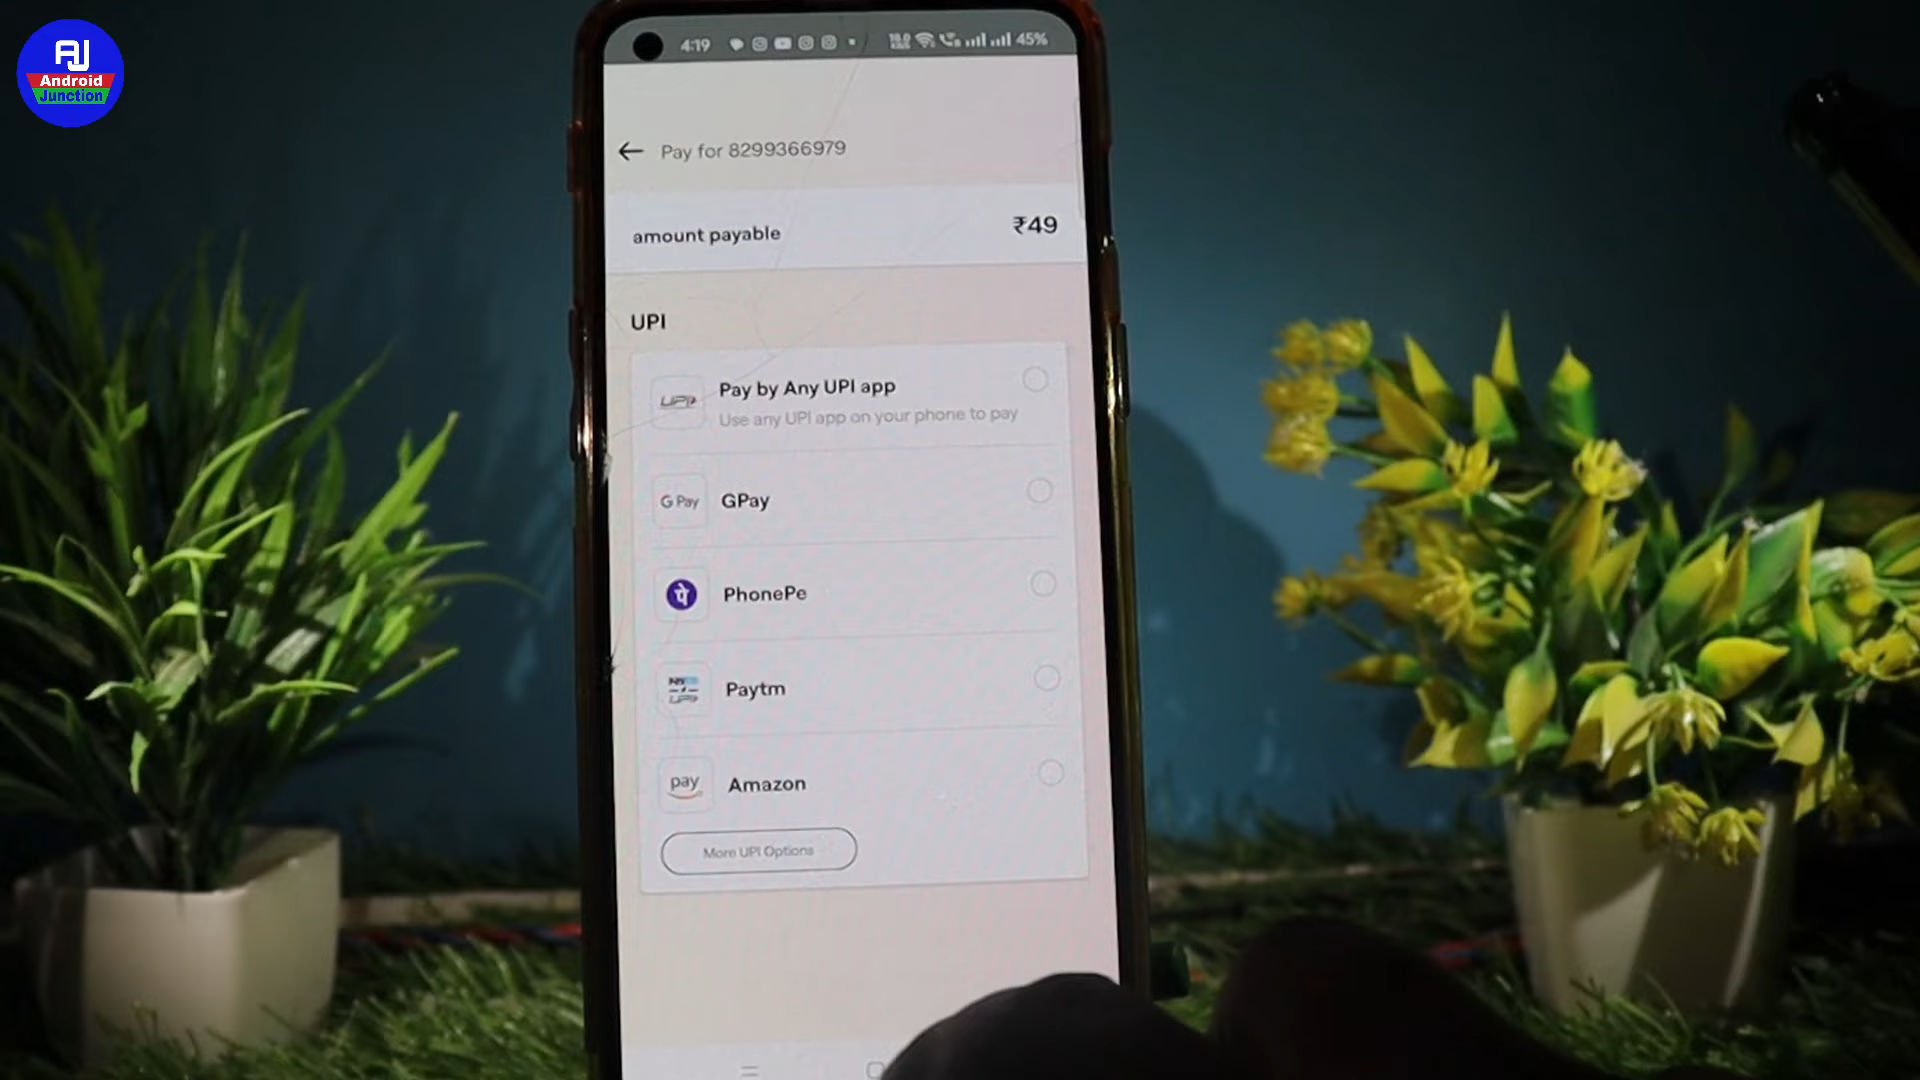 AJ
Android
Junction
4:19
45%
Pay for 8299366979
amount payable
₹49
UPI
UPI
Pay by Any UPI app
Use any UPI app on your phone to pay
G Pay
GPay
पे
PhonePe
UPI
Paytm
pay
Amazon
More UPI Options